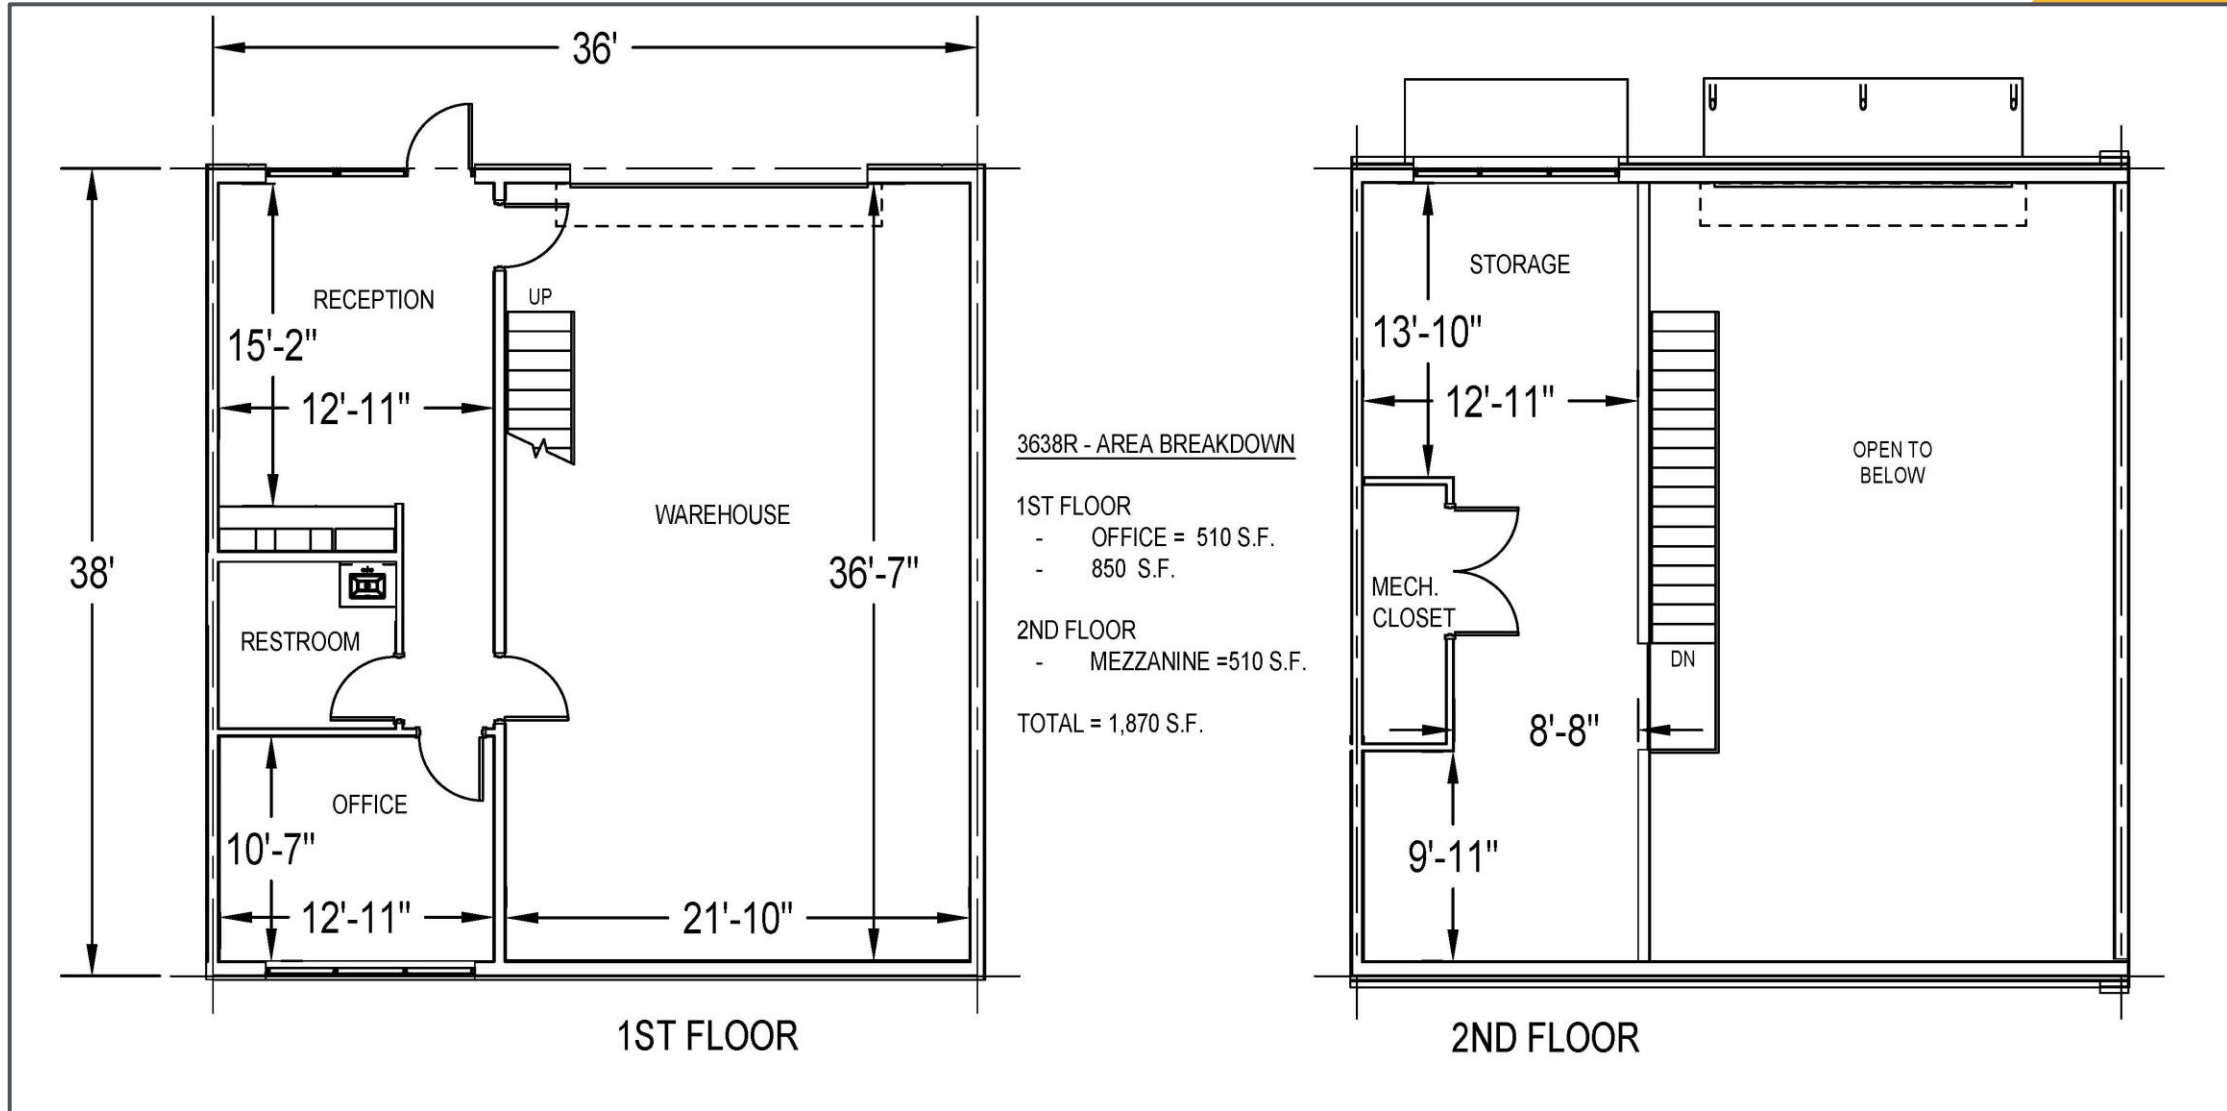 36'
38'
RECEPTION
UP
15'-2"
12'-11"
WAREHOUSE
36'-7"
RESTROOM
OFFICE
10'-7"
12'-11"
21'-10"
1ST FLOOR
3638R - AREA BREAKDOWN
1ST FLOOR
- OFFICE = 510 S.F.
- 850 S.F.
2ND FLOOR
- MEZZANINE =510 S.F.
TOTAL = 1,870 S.F.
STORAGE
13'-10"
12'-11"
OPEN TO
BELOW
MECH.
CLOSET
DN
8'-8"
9'-11"
2ND FLOOR